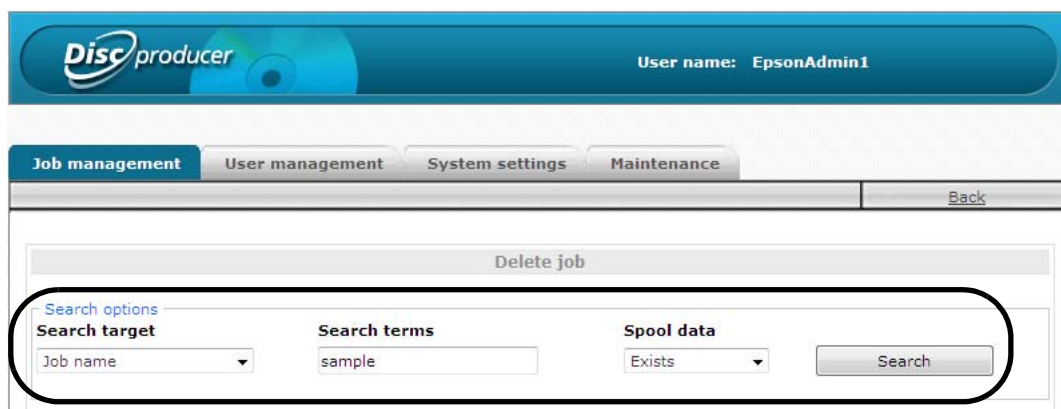 Disc producer
User name: EpsonAdmin1
Job management User management System settings Maintenance
Back
Delete job
Search options
Search target Search terms Spool data
Job name sample Exists Search